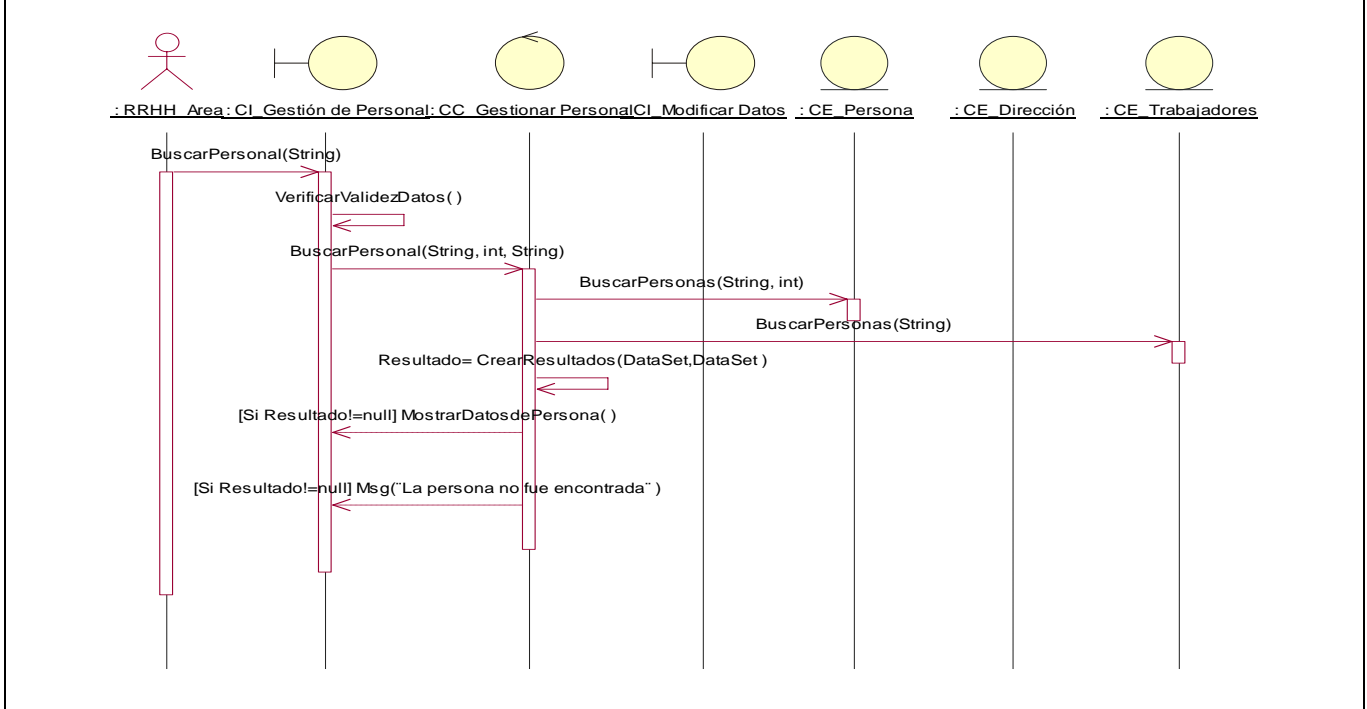 : RRHH_Area
: CI_Gestión de Personal
: CC_Gestionar Personal
CI_Modificar Datos
: CE_Persona
: CE_Dirección
: CE_Trabajadores
BuscarPersonal(String)
VerificarValidezDatos( )
BuscarPersonal(String, int, String)
BuscarPersonas(String, int)
BuscarPersonas(String)
Resultado= CrearResultados(DataSet,DataSet )
[Si Resultado!=null] MostrarDatosdePersona( )
[Si Resultado!=null] Msg(¨La persona no fue encontrada¨ )